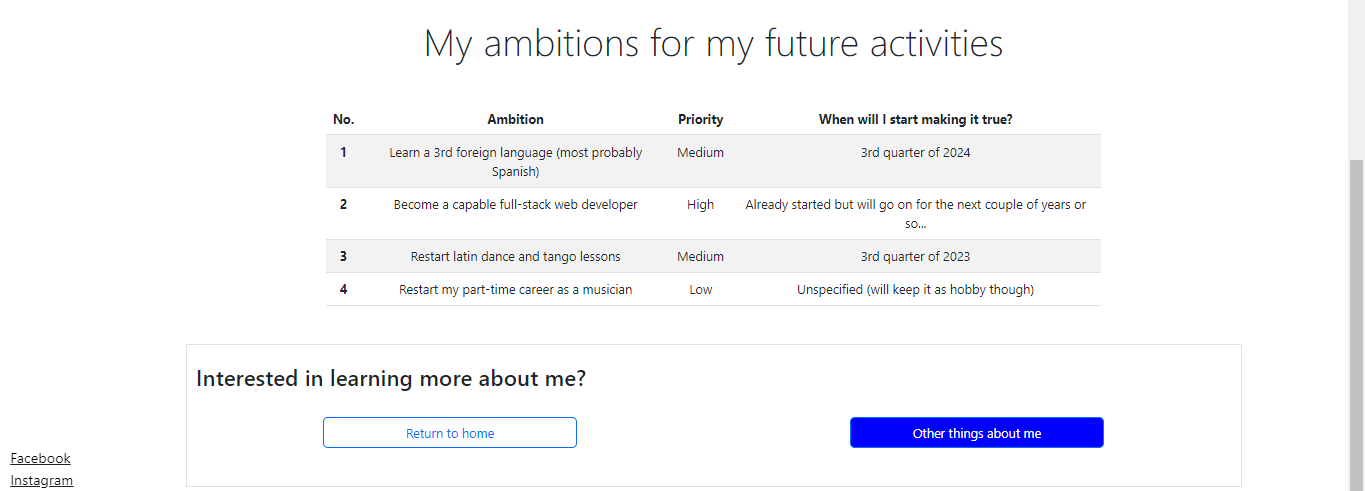 My ambitions for my future activities
No. Ambition Priority When will I start making it true?
1 Learn a 3rd foreign language (most probably Medium 3rd quarter of 2024
Spanish)
2 Become a capable full-stack web developer High Already started but will go on for the next couple of years or
so...
3 Restart latin dance and tango lessons Medium 3rd quarter of 2023
4 Restart my part-time career as a musician Low Unspecified (will keep it as hobby though)
Interested in learning more about me?
Return to home Other things about me
Facebook
Instagram